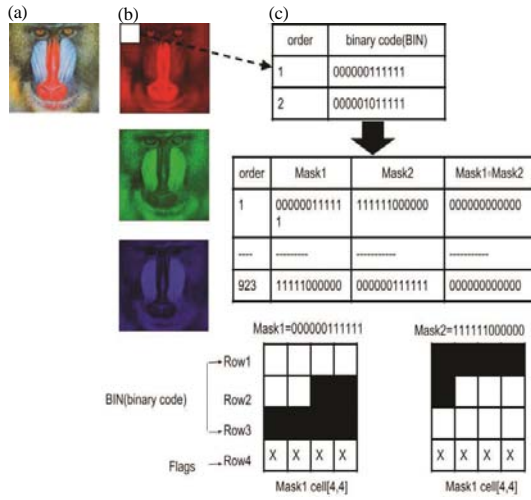 (a) (b) (c)
order binary code(BIN)
1 000000111111
2 000001011111
order Mask1 Mask2 Mask1=Mask2
1 00000011111 111111000000 000000000000
1
---- --------- ----------- ----------
923 11111000000 000000111111 000000000000
Mask1=000000111111 Mask2=111111000000
Row1
BIN(binary code) Row2
Row3
Flags Row4 X X X X X X X X
Mask1 cell[4,4] Mask1 cell[4,4]